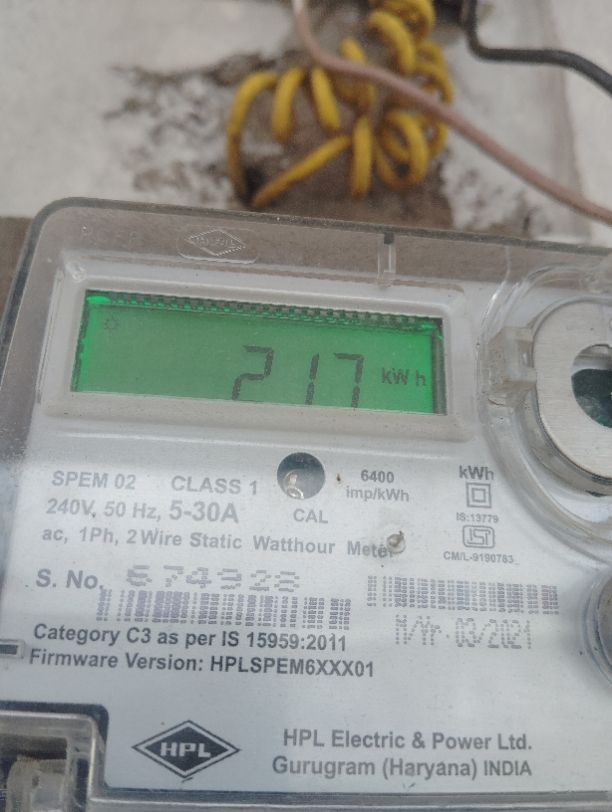 217 kWh
SPEM 02 CLASS 1
6400
imp/kWh
kWh
240V, 50 Hz, 5-30A
CAL
IS:13779
ac, 1Ph, 2 Wire Static Watthour Meter
CM/L-9190783
S. No. 674928
M/Yr-03/2021
Category C3 as per IS 15959:2011
Firmware Version: HPLSPEM6XXX01
HPL
HPL Electric & Power Ltd.
Gurugram (Haryana) INDIA